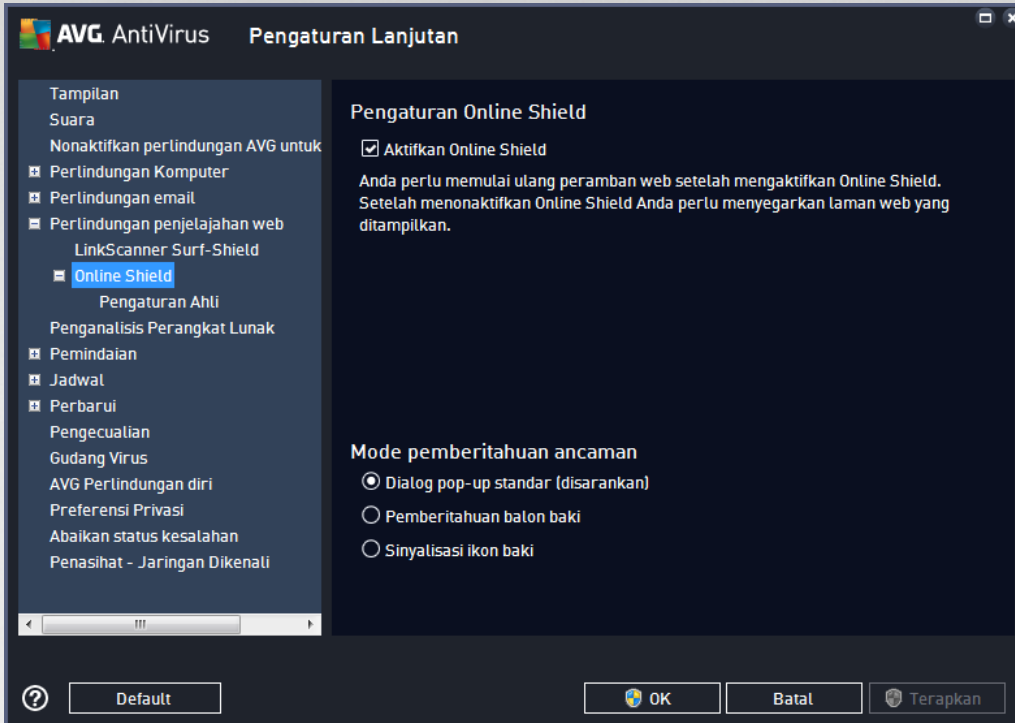 AVG. AntiVirus Pengaturan Lanjutan
Tampilan
Suara
Nonaktifkan perlindungan AVG untuk
Perlindungan Komputer
Perlindungan email
Perlindungan penjelajahan web
LinkScanner Surf-Shield
Online Shield
Pengaturan Ahli
Penganalisis Perangkat Lunak
Pemindaian
Jadwal
Perbarui
Pengecualian
Gudang Virus
AVG Perlindungan diri
Preferensi Privasi
Abaikan status kesalahan
Penasihat - Jaringan Dikenali
Pengaturan Online Shield
Aktifkan Online Shield
Anda perlu memulai ulang peramban web setelah mengaktifkan Online Shield.
Setelah menonaktifkan Online Shield Anda perlu menyegarkan laman web yang
ditampilkan.
Mode pemberitahuan ancaman
Dialog pop-up standar (disarankan)
Pemberitahuan balon baki
Sinyalisasi ikon baki
? Default OK Batal Terapkan